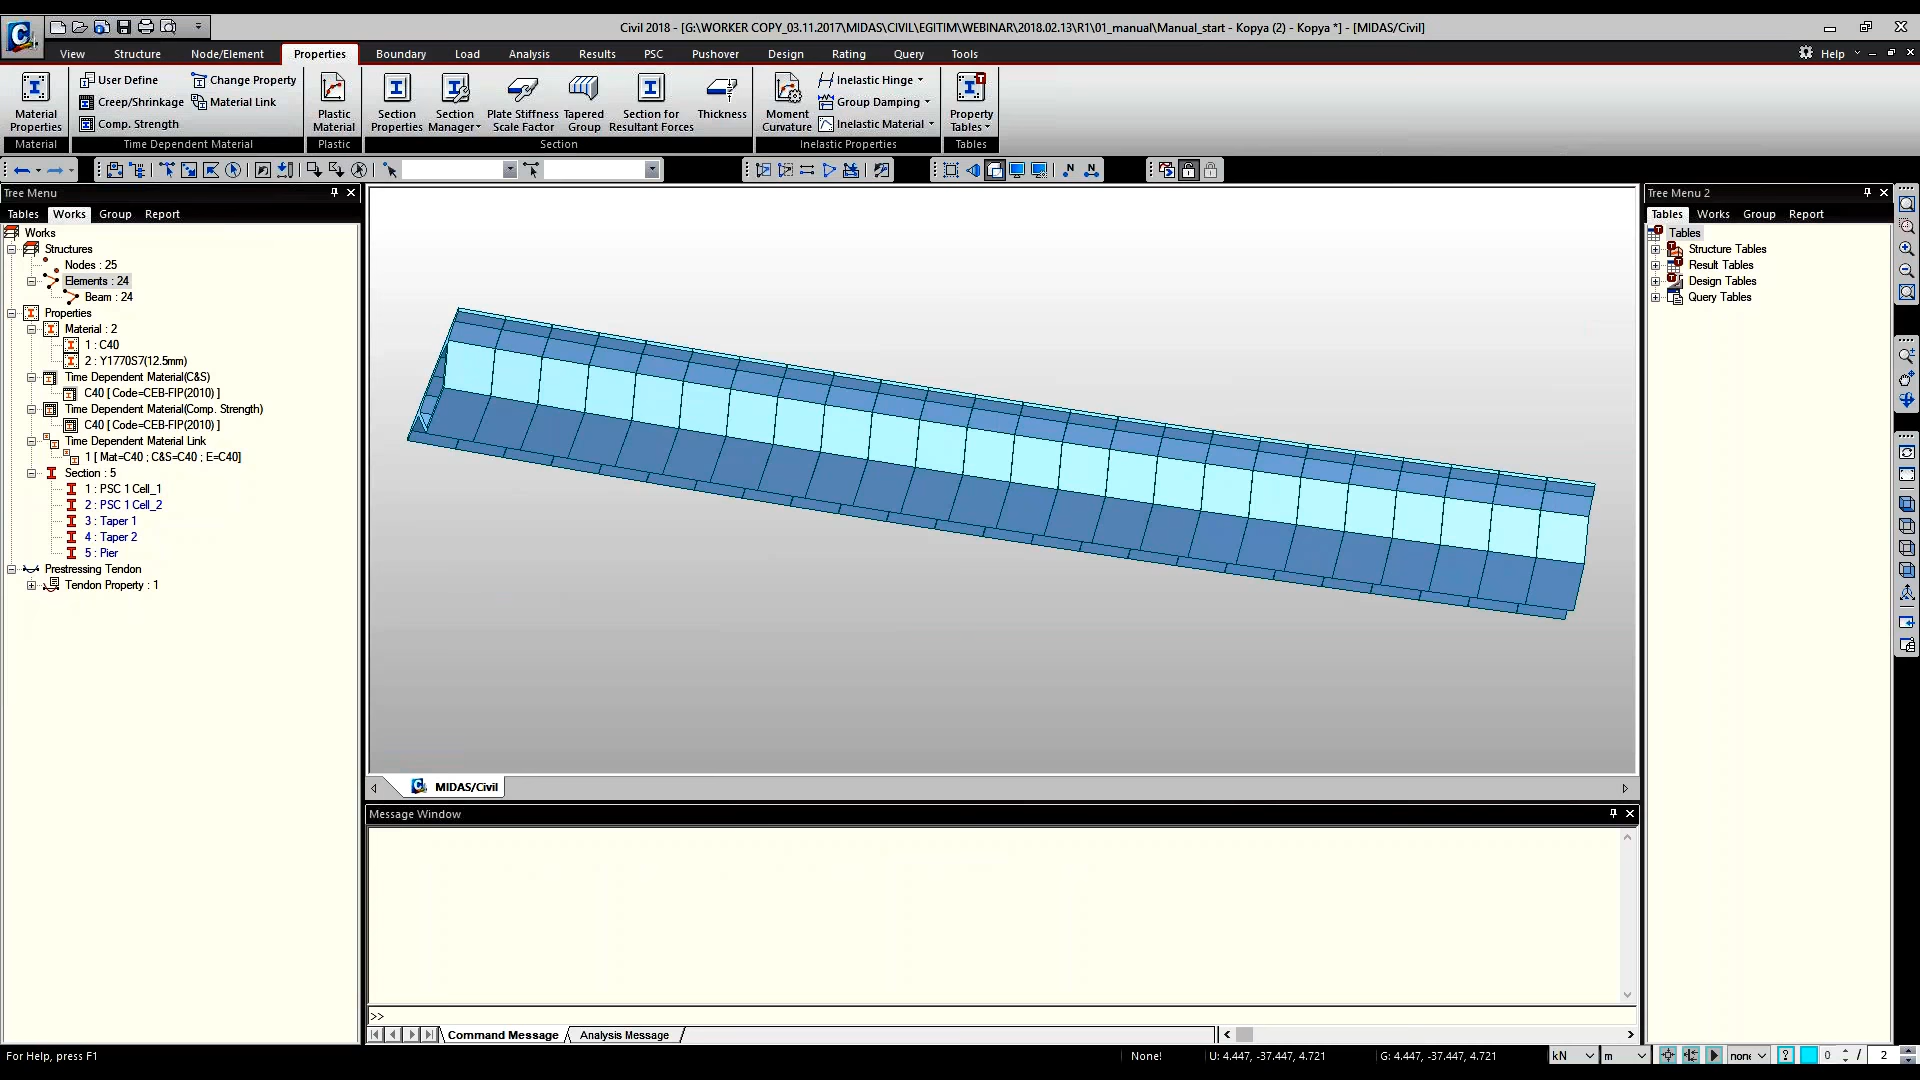 Civil 2018 - [G:\WORKER COPY_03.11.2017\MIDAS\CIVIL\EGITIM\WEBINAR\2018.02.13\R1\01_manual\Manual_start - Kopya (2) - Kopya *] - [MIDAS/Civil]
View Structure Node/Element Properties Boundary Load Analysis Results PSC Pushover Design Rating Query Tools Help
Material Properties
User Define
Creep/Shrinkage
Comp. Strength
Change Property
Material Link
Plastic Material
Section Properties
Section Manager
Plate Stiffness Scale Factor
Tapered Group
Section for Resultant Forces
Thickness
Moment Curvature
Inelastic Hinge
Group Damping
Inelastic Material
Property Tables
Material Time Dependent Material Plastic Section Inelastic Properties Tables
Tree Menu
Tables Works Group Report
Works
Structures
Nodes : 25
Elements : 24
Beam : 24
Properties
Material : 2
1 : C40
2 : Y1770S7(12.5mm)
Time Dependent Material(C&S)
C40 [ Code=CEB-FIP(2010) ]
Time Dependent Material(Comp. Strength)
C40 [ Code=CEB-FIP(2010) ]
Time Dependent Material Link
1 [ Mat=C40 ; C&S=C40 ; E=C40]
Section : 5
1 : PSC 1 Cell_1
2 : PSC 1 Cell_2
3 : Taper 1
4 : Taper 2
5 : Pier
Prestressing Tendon
Tendon Property : 1
MIDAS/Civil
Message Window
>>
Command Message Analysis Message
Tree Menu 2
Tables Works Group Report
Tables
Structure Tables
Result Tables
Design Tables
Query Tables
For Help, press F1
None!
U: 4.447, -37.447, 4.721
G: 4.447, -37.447, 4.721
kN
m
none
?
0
/
2